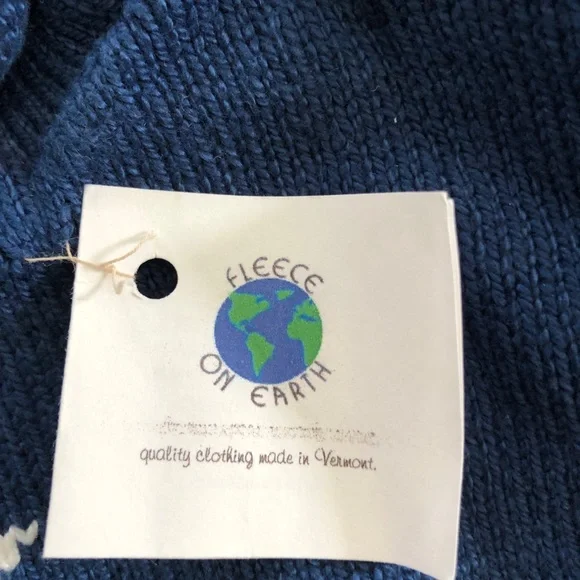 FLEECE
ON EARTH
quality clothing made in Vermont.